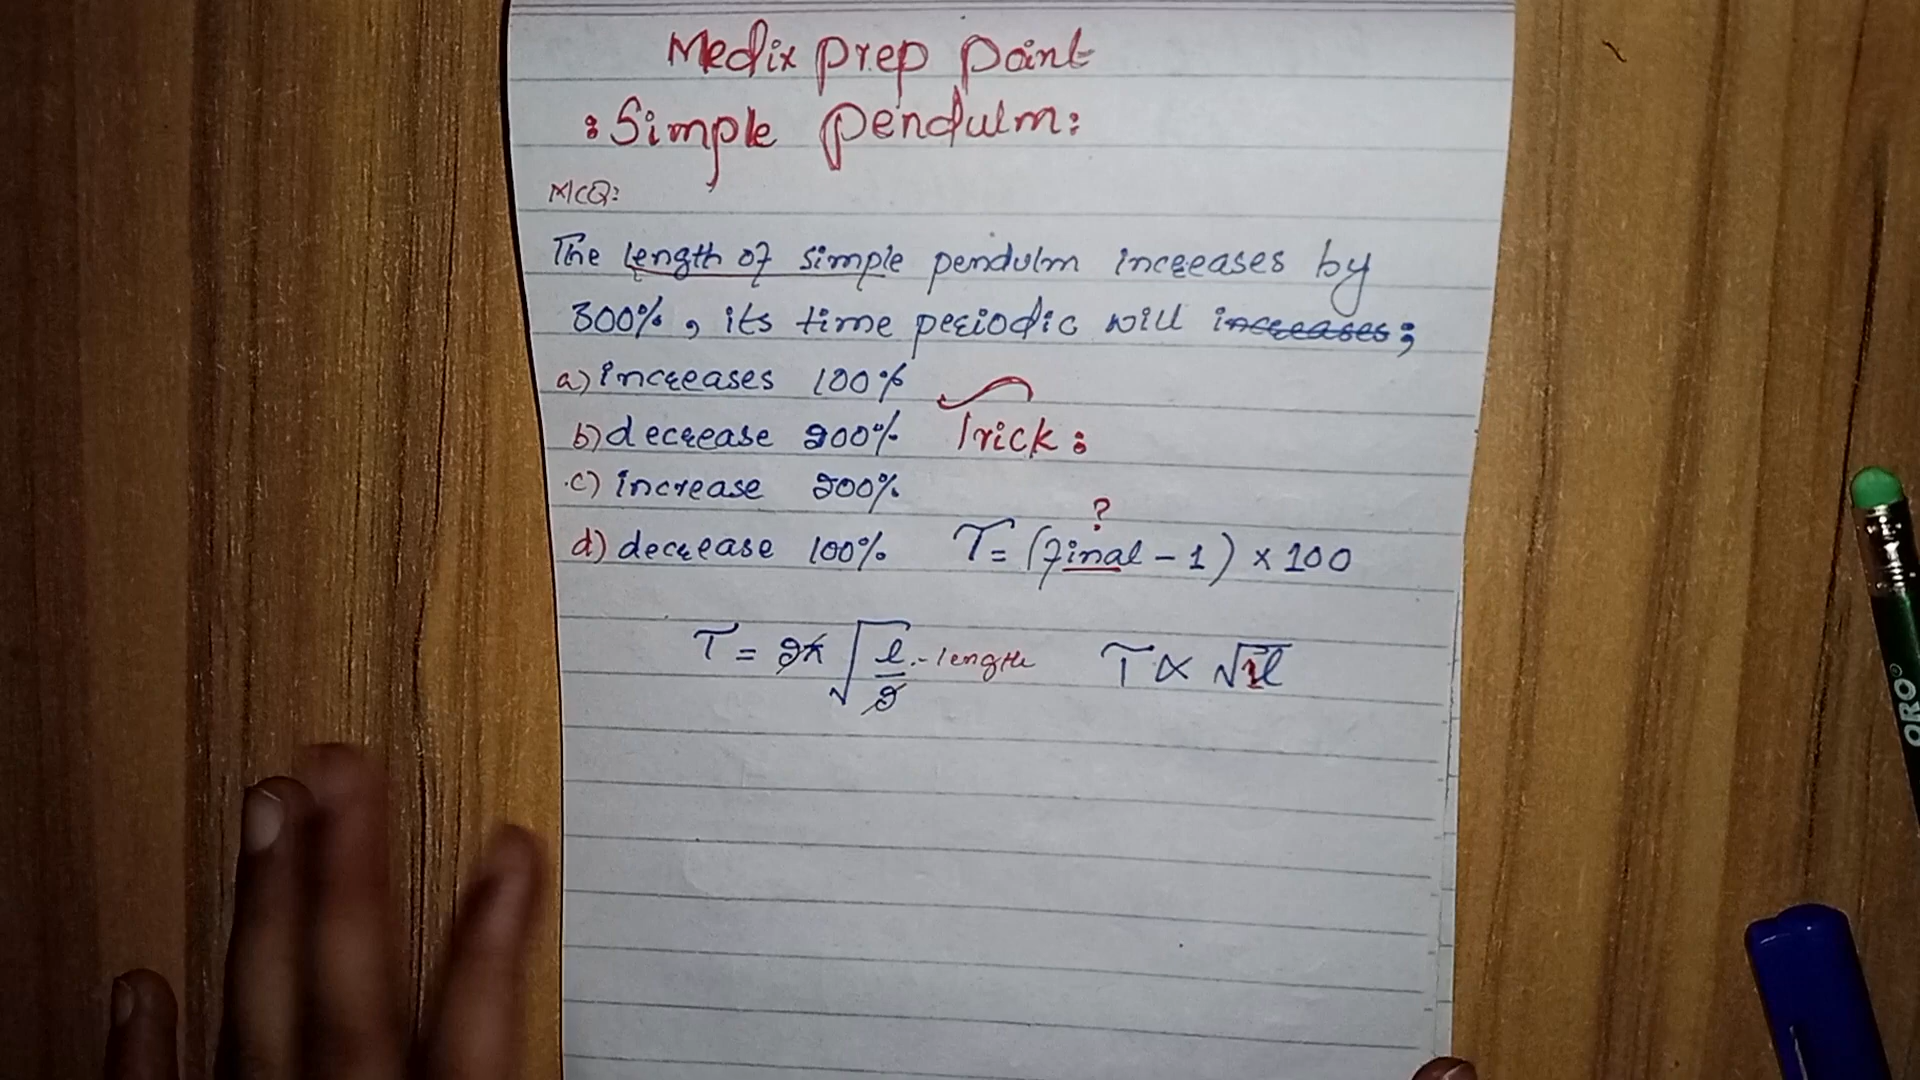 Medix prep point
: Simple pendulm:
MCQ:
The length of simple pendulm increases by
300%, its time periodic will increases;
a) increases 100%
b) decrease 200% Trick:
c) increase 200%
?
d) decrease 100% T = (final - 1) × 100
T = 2π √l/g - length T ∝ √l
ORO